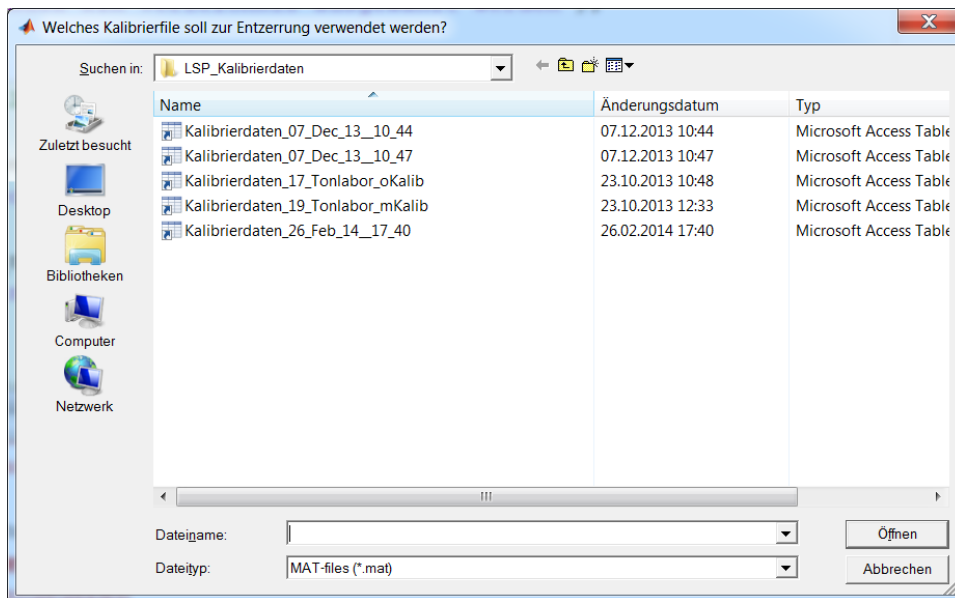 Welches Kalibrierfile soll zur Entzerrung verwendet werden?
Suchen in: LSP_Kalibrierdaten
Name Änderungsdatum Typ
Kalibrierdaten_07_Dec_13__10_44 07.12.2013 10:44 Microsoft Access Table
Kalibrierdaten_07_Dec_13__10_47 07.12.2013 10:47 Microsoft Access Table
Kalibrierdaten_17_Tonlabor_oKalib 23.10.2013 10:48 Microsoft Access Table
Kalibrierdaten_19_Tonlabor_mKalib 23.10.2013 12:33 Microsoft Access Table
Kalibrierdaten_26_Feb_14__17_40 26.02.2014 17:40 Microsoft Access Table
Zuletzt besucht
Desktop
Bibliotheken
Computer
Netzwerk
Dateiname: Öffnen
Dateityp: MAT-files (*.mat) Abbrechen